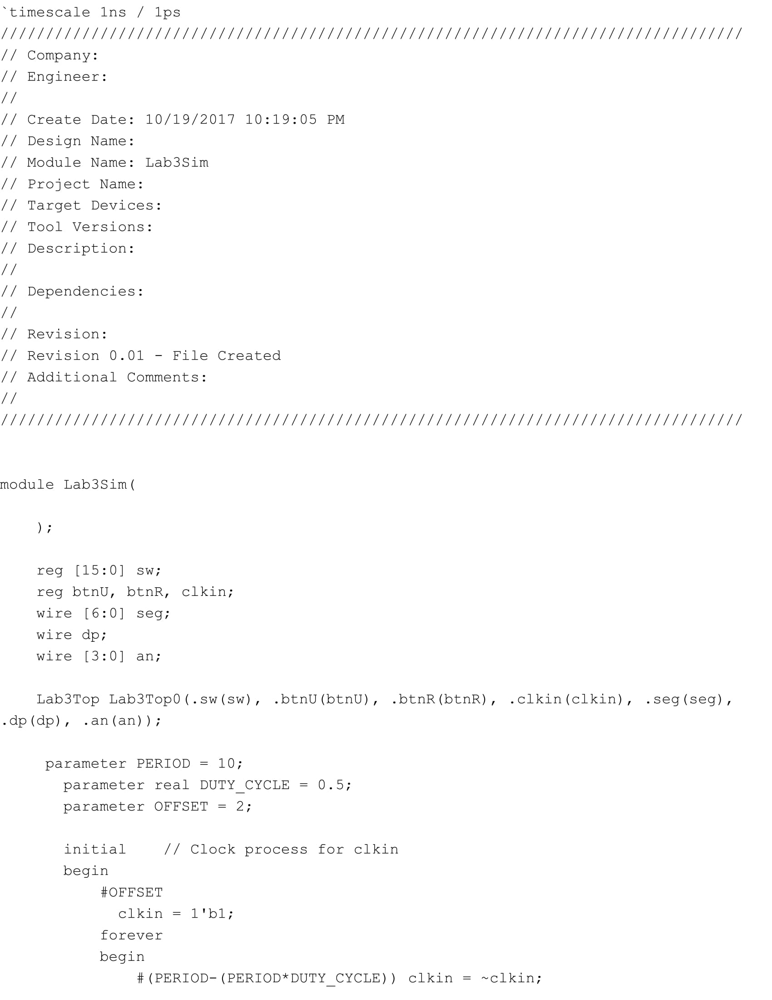 `timescale 1ns / 1ps
//////////////////////////////////////////////////////////////////////////////////
// Company:
// Engineer:
//
// Create Date: 10/19/2017 10:19:05 PM
// Design Name:
// Module Name: Lab3Sim
// Project Name:
// Target Devices:
// Tool Versions:
// Description:
//
// Dependencies:
//
// Revision:
// Revision 0.01 - File Created
// Additional Comments:
//
//////////////////////////////////////////////////////////////////////////////////
module Lab3Sim(
    );
    reg [15:0] sw;
    reg btnU, btnR, clkin;
    wire [6:0] seg;
    wire dp;
    wire [3:0] an;
    Lab3Top Lab3Top0(.sw(sw), .btnU(btnU), .btnR(btnR), .clkin(clkin), .seg(seg),
.dp(dp), .an(an));
     parameter PERIOD = 10;
       parameter real DUTY_CYCLE = 0.5;
       parameter OFFSET = 2;
       initial    // Clock process for clkin
       begin
           #OFFSET
             clkin = 1'b1;
           forever
           begin
               #(PERIOD-(PERIOD*DUTY_CYCLE)) clkin = ~clkin;